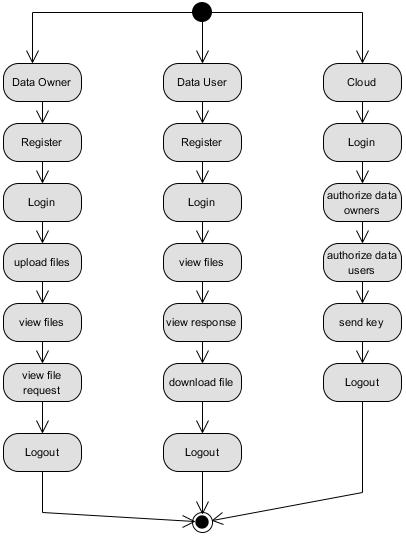 Data Owner
Data User
Cloud
Register
Register
Login
Login
Login
authorize data
owners
upload files
view files
authorize data
users
view files
view response
send key
view file
request
download file
Logout
Logout
Logout